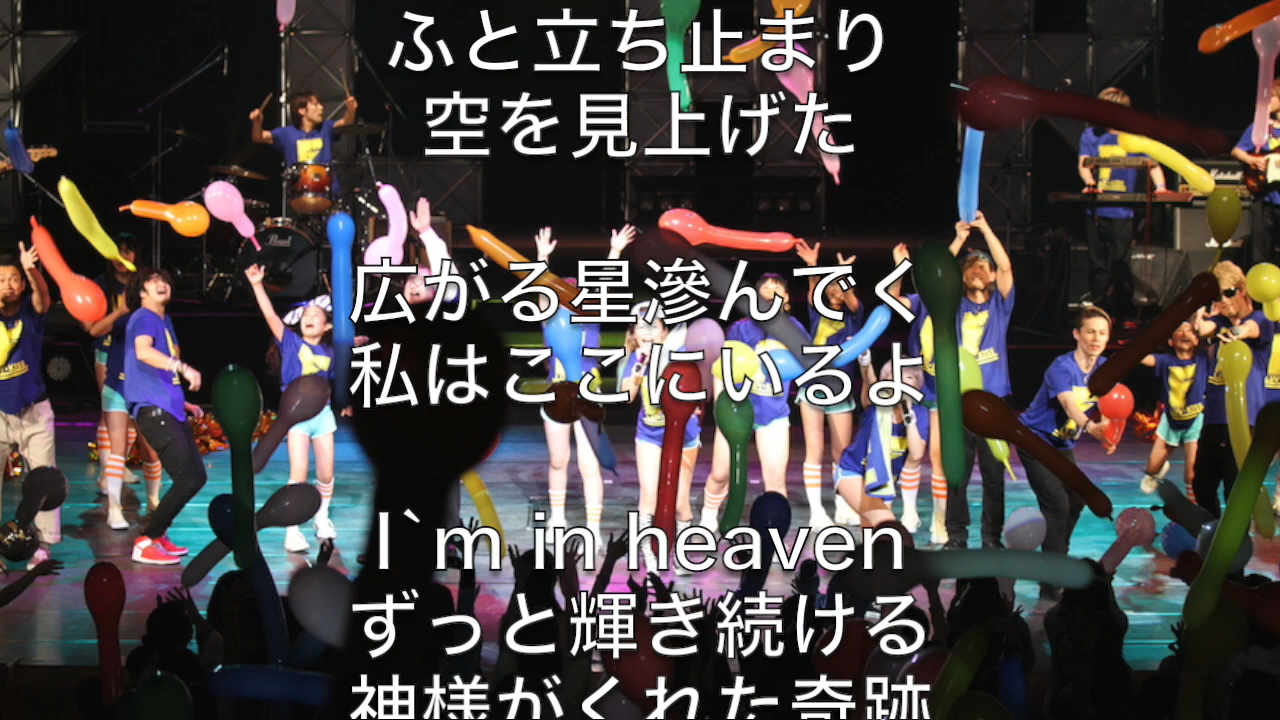 ふと立ち止まり
空を見上げた
広がる星滲んでく
私はここにいるよ
I`m in heaven
ずっと輝き続ける
神様がくれた奇跡
Pearl
Marshall